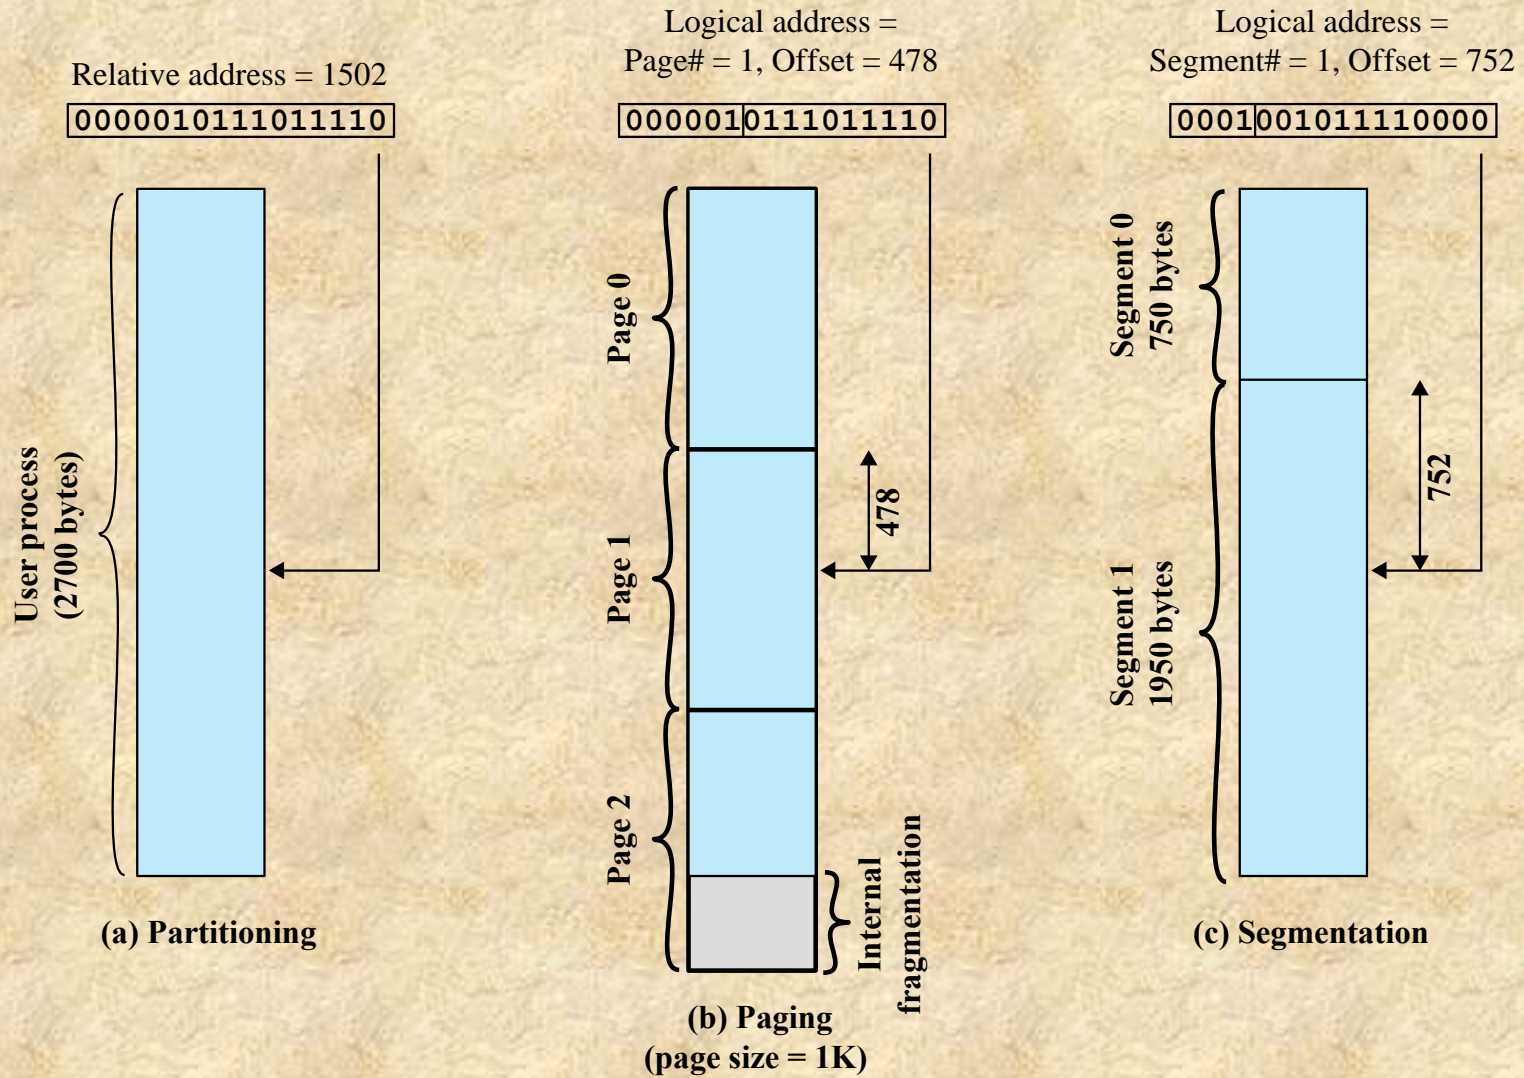 Relative address = 1502
0000010111011110
User process
(2700 bytes)
(a) Partitioning
Logical address =
Page# = 1, Offset = 478
0000010111011110
Page 0
Page 1
Page 2
478
Internal
fragmentation
(b) Paging
(page size = 1K)
Logical address =
Segment# = 1, Offset = 752
0001001011110000
Segment 0
750 bytes
Segment 1
1950 bytes
752
(c) Segmentation